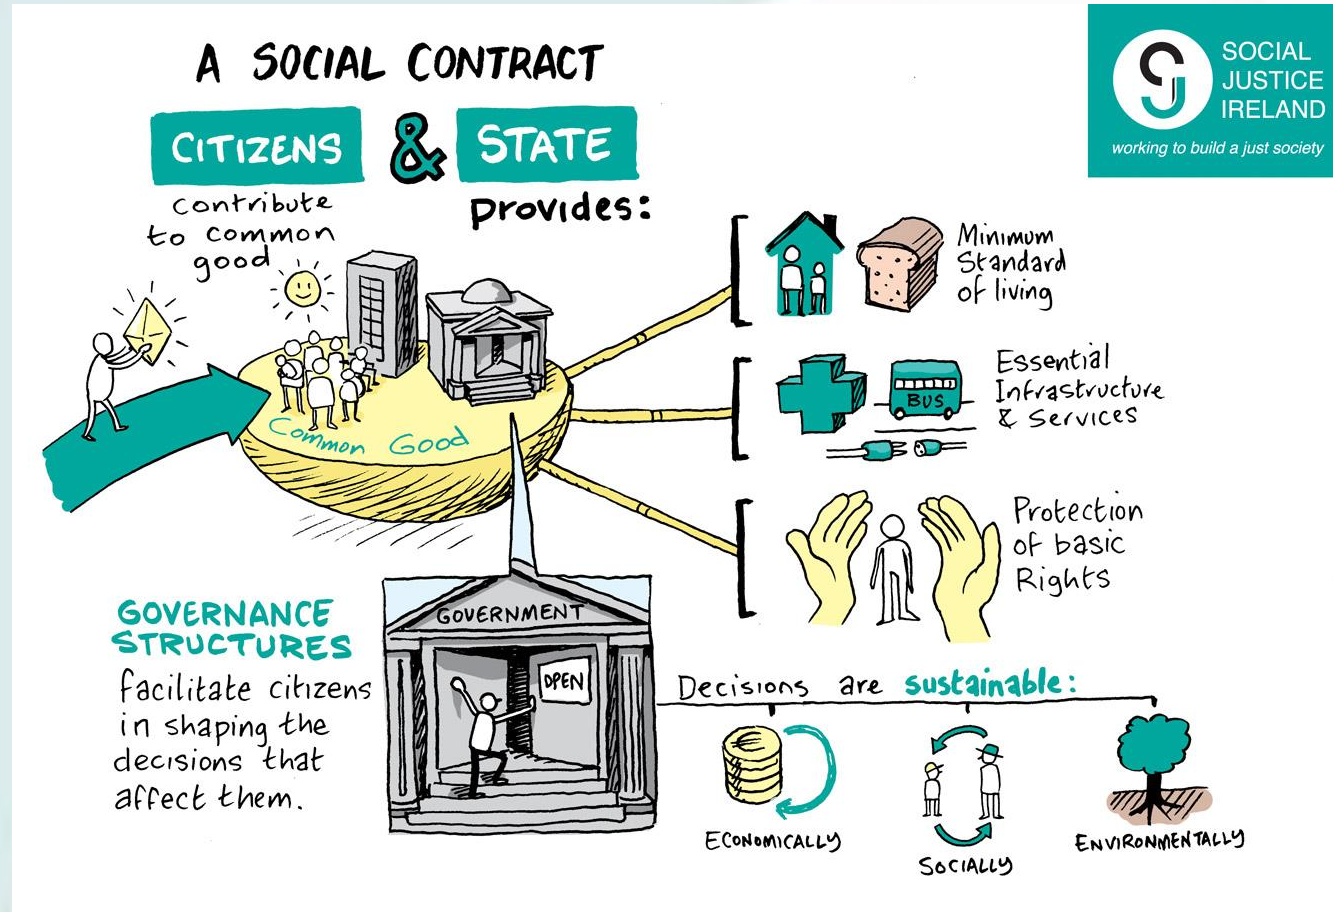 A SOCIAL CONTRACT
CITIZENS & STATE
contribute
to common
good
provides:
SOCIAL
JUSTICE
IRELAND
working to build a just society
Minimum
Standard
of living
Essential
Infrastructure
& Services
BUS
Common Good
Protection
of basic
Rights
GOVERNANCE
STRUCTURES
facilitate citizens
in shaping the
decisions that
affect them.
GOVERNMENT
OPEN
Decisions are sustainable:
€
ECONOMICALLY
SOCIALLY
ENVIRONMENTALLY